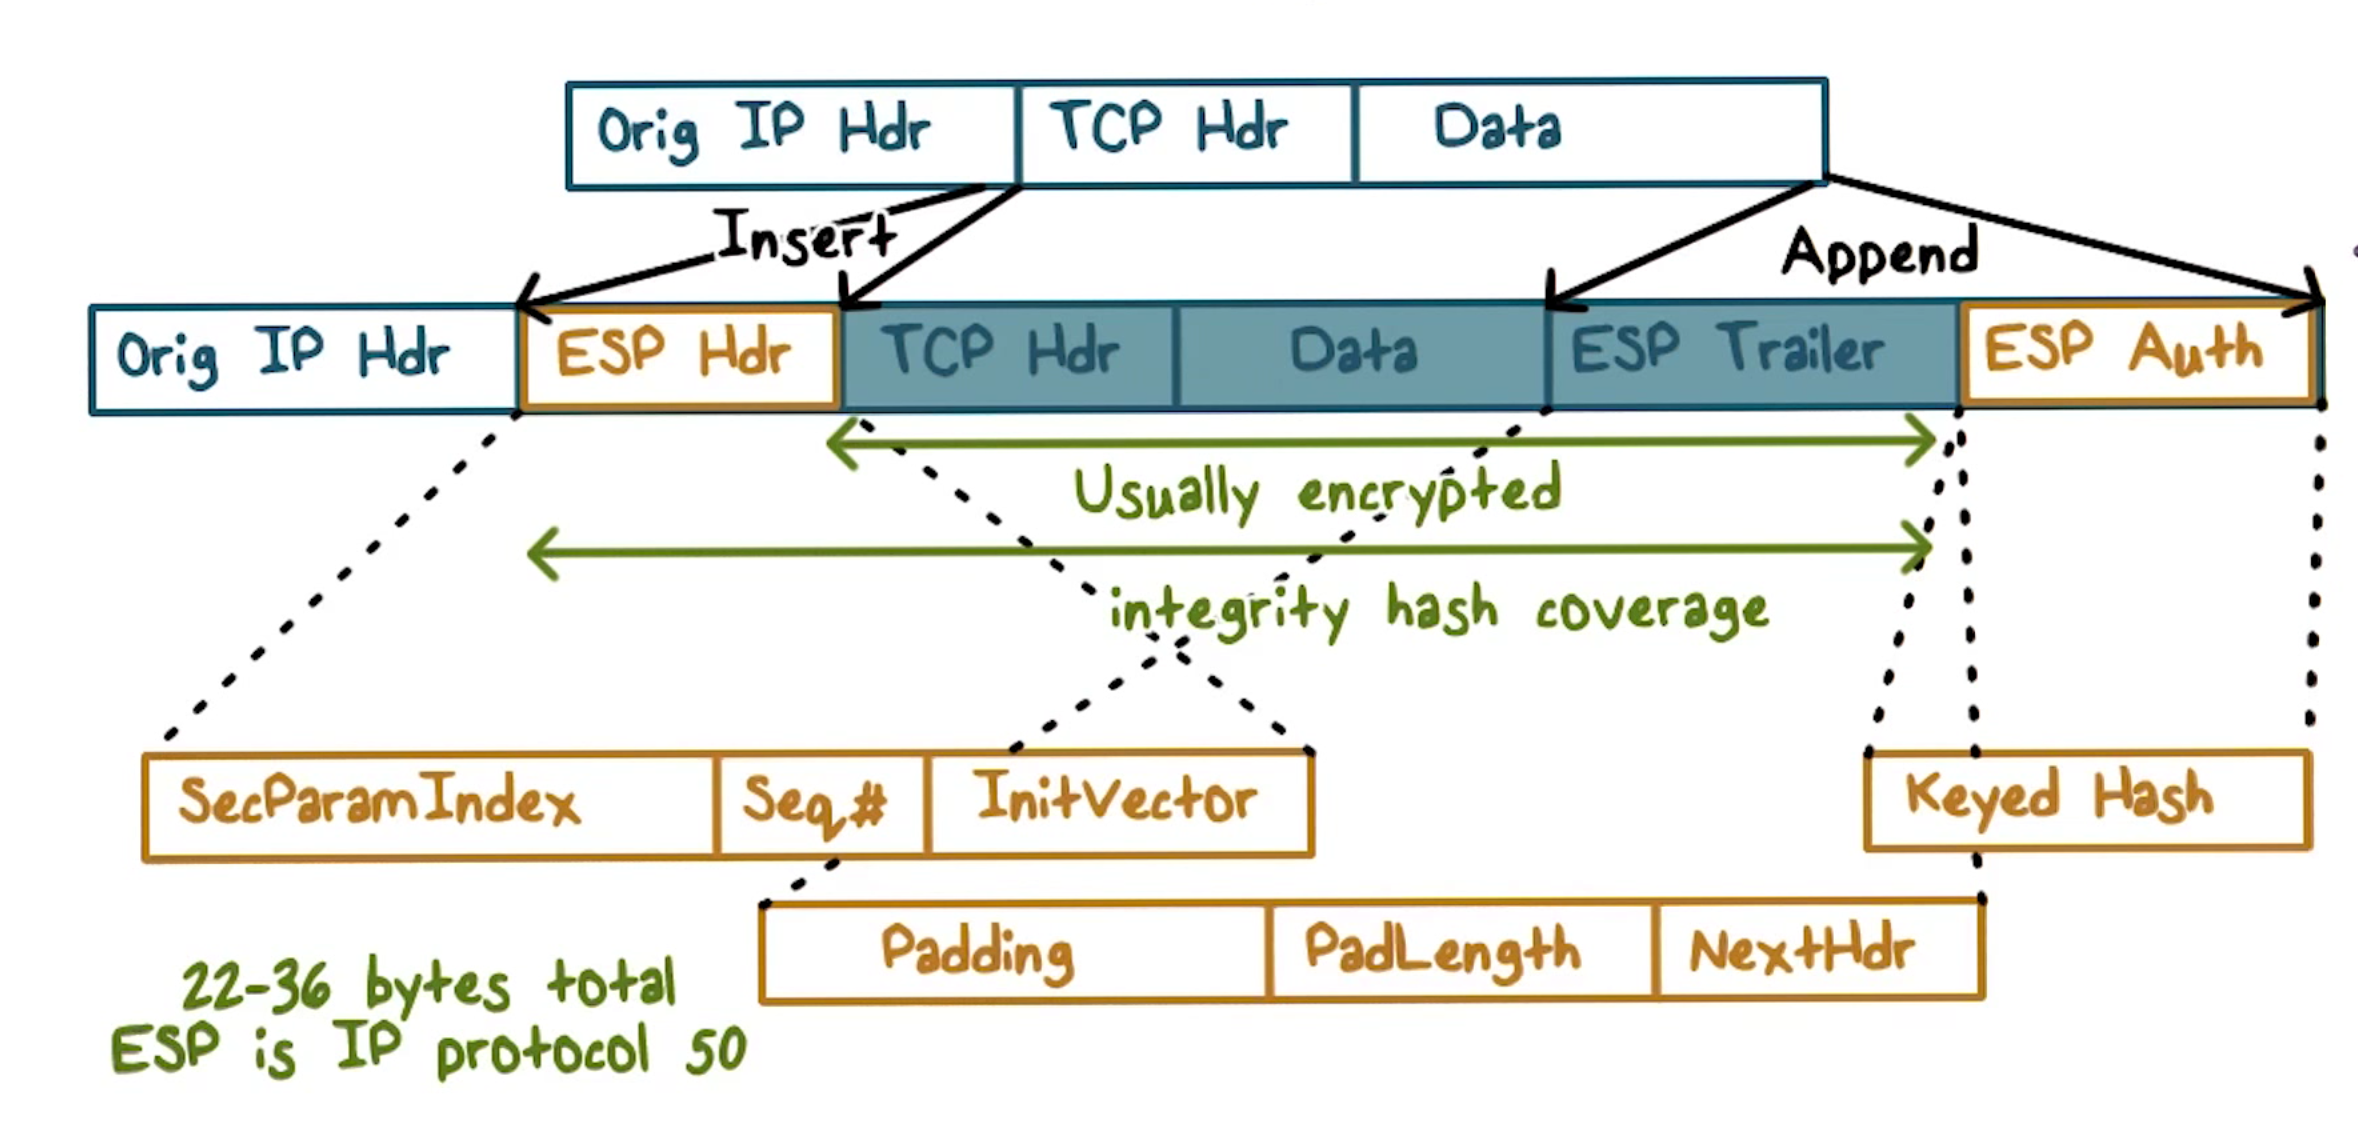 Orig IP Hdr TCP Hdr Data
Insert Append
Orig IP Hdr ESP Hdr TCP Hdr Data ESP Trailer ESP Auth
Usually encrypted
integrity hash coverage
SecParamIndex Seq# InitVector Keyed Hash
Padding PadLength NextHdr
22-36 bytes total
ESP is IP protocol 50